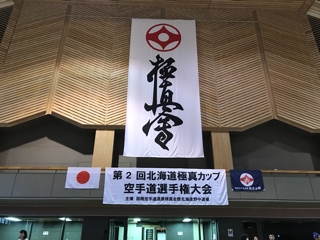 極真會
第2回北海道極真カップ
空手道選手権大会